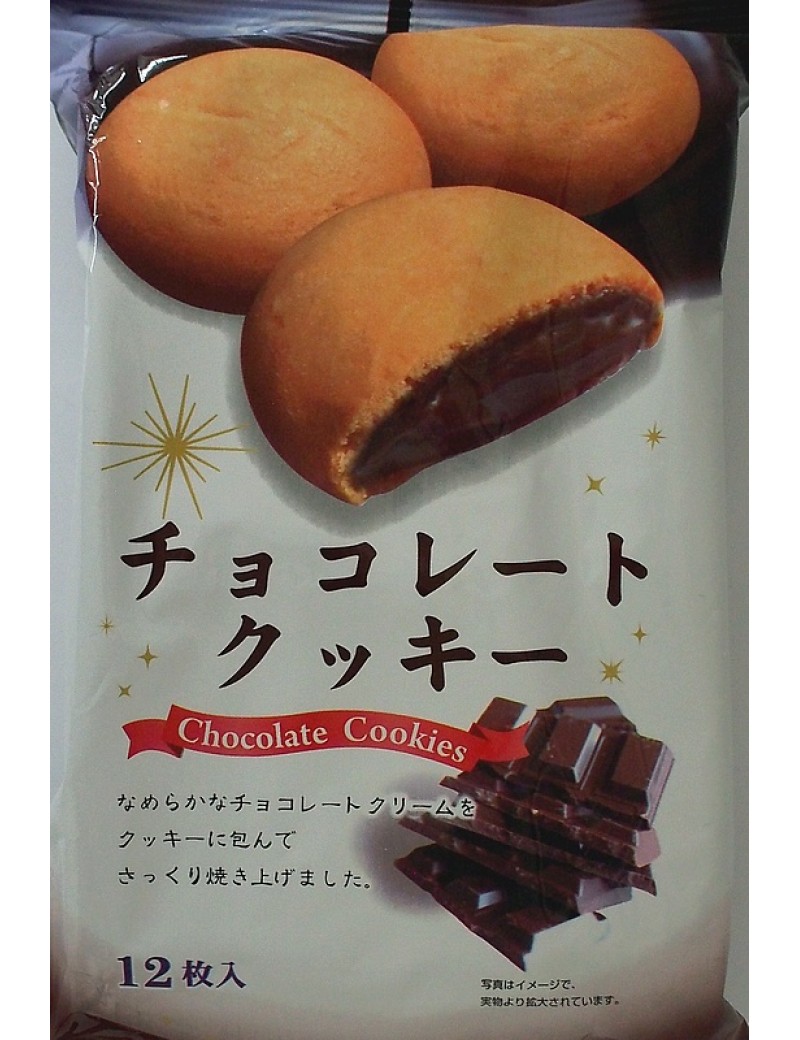 チョコレート
クッキー
Chocolate Cookies
なめらかなチョコレートクリームを
クッキーに包んで
さっくり焼き上げました。
12枚入
写真はイメージで、
実物より拡大されています。